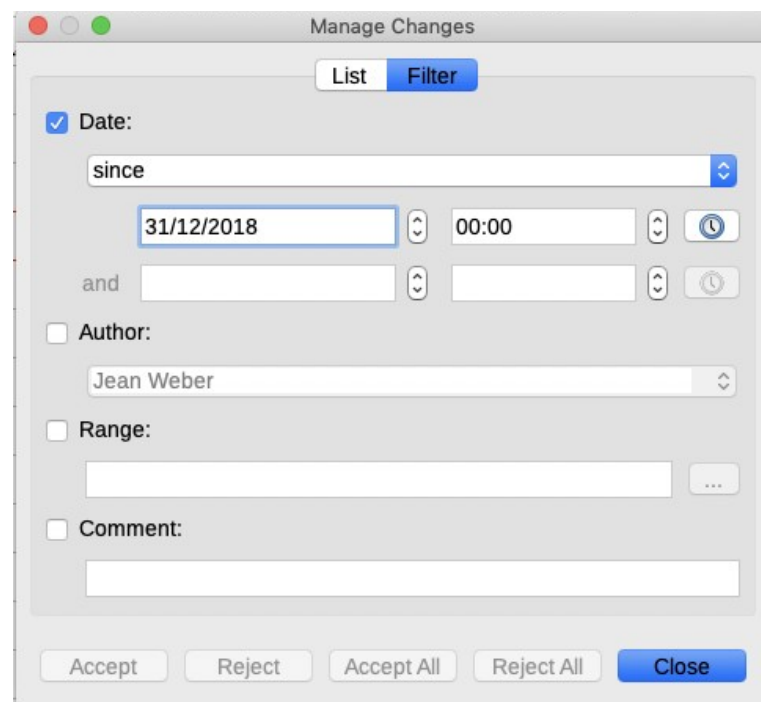 Manage Changes
List Filter
Date:
since
31/12/2018 00:00
and
Author:
Jean Weber
Range:
...
Comment:
Accept Reject Accept All Reject All Close